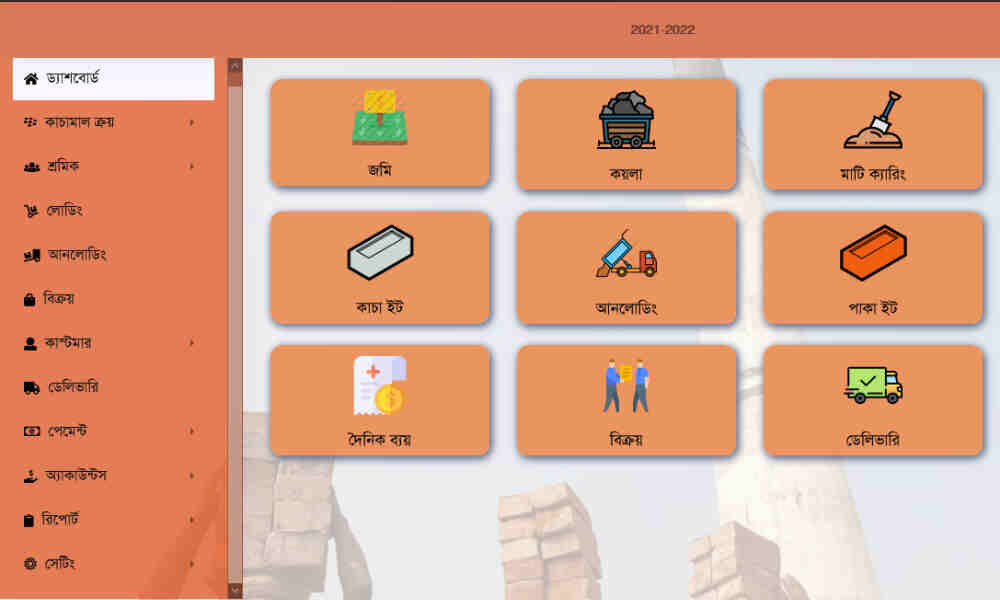 2021-2022
ড্যাশবোর্ড
কাচামাল ক্রয়
শ্রমিক
লোডিং
আনলোডিং
বিক্রয়
কাস্টমার
ডেলিভারি
পেমেন্ট
অ্যাকাউন্টস
রিপোর্ট
সেটিং
জমি
কয়লা
মাটি ক্যারিং
কাচা ইট
আনলোডিং
পাকা ইট
দৈনিক ব্যয়
বিক্রয়
ডেলিভারি